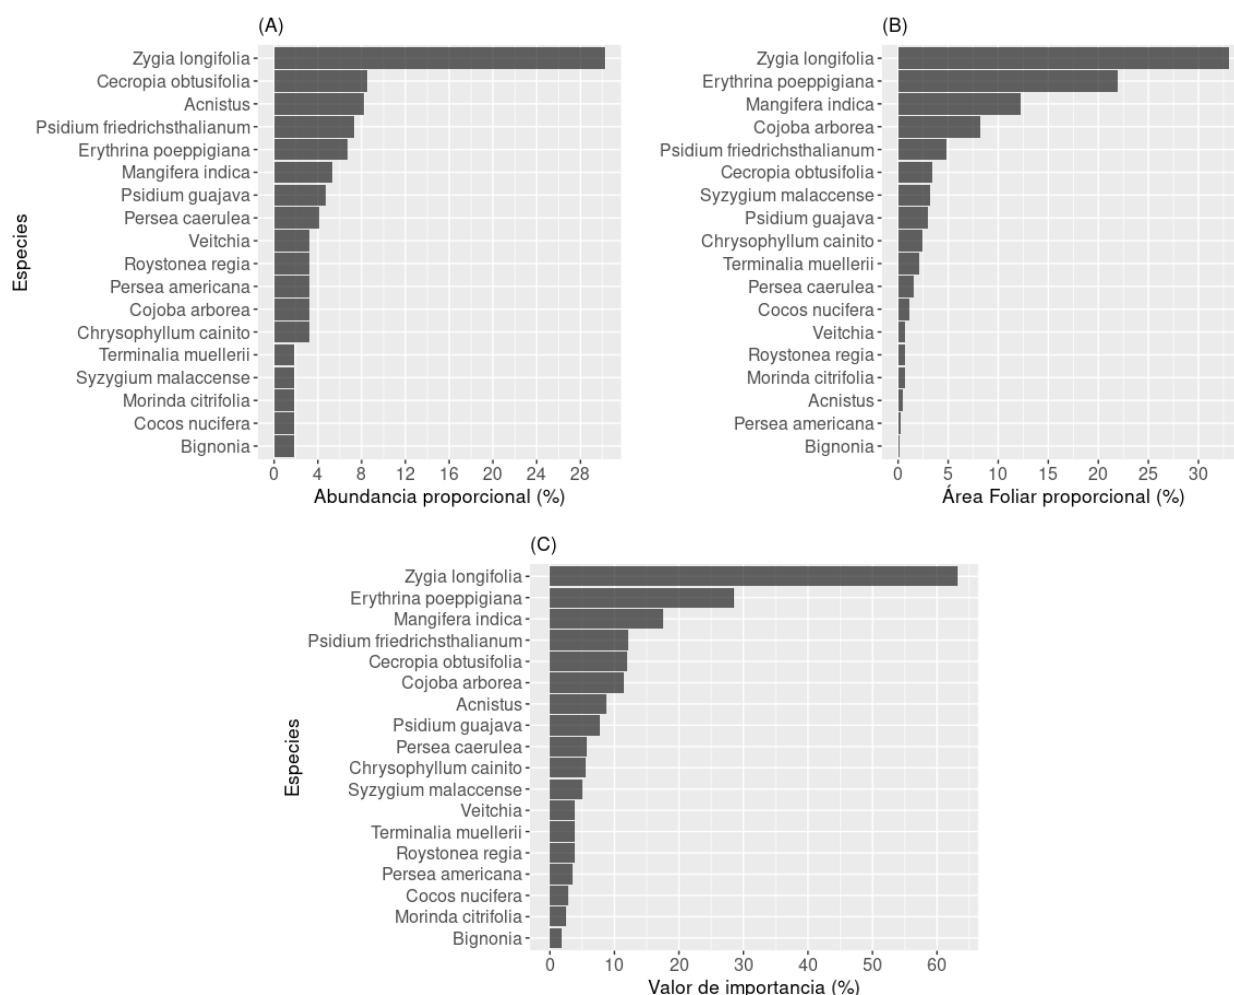 (A)
Especies
Zygia longifolia
Cecropia obtusifolia
Acnistus
Psidium friedrichsthalianum
Erythrina poeppigiana
Mangifera indica
Psidium guajava
Persea caerulea
Veitchia
Roystonea regia
Persea americana
Cojoba arborea
Chrysophyllum cainito
Terminalia muellerii
Syzygium malaccense
Morinda citrifolia
Cocos nucifera
Bignonia
0 4 8 12 16 20 24 28
Abundancia proporcional (%)
(B)
Zygia longifolia
Erythrina poeppigiana
Mangifera indica
Cojoba arborea
Psidium friedrichsthalianum
Cecropia obtusifolia
Syzygium malaccense
Psidium guajava
Chrysophyllum cainito
Terminalia muellerii
Persea caerulea
Cocos nucifera
Veitchia
Roystonea regia
Morinda citrifolia
Acnistus
Persea americana
Bignonia
0 5 10 15 20 25 30
Área Foliar proporcional (%)
(C)
Especies
Zygia longifolia
Erythrina poeppigiana
Mangifera indica
Psidium friedrichsthalianum
Cecropia obtusifolia
Cojoba arborea
Acnistus
Psidium guajava
Persea caerulea
Chrysophyllum cainito
Syzygium malaccense
Veitchia
Terminalia muellerii
Roystonea regia
Persea americana
Cocos nucifera
Morinda citrifolia
Bignonia
0 10 20 30 40 50 60
Valor de importancia (%)